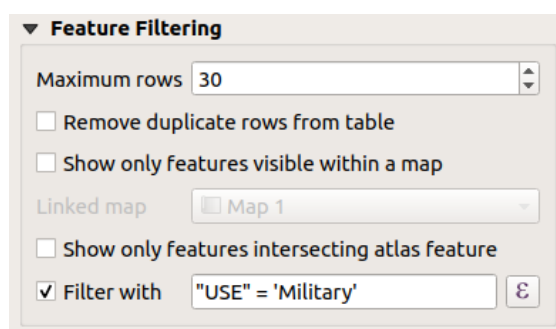 Feature Filtering
Maximum rows 30
Remove duplicate rows from table
Show only features visible within a map
Linked map Map 1
Show only features intersecting atlas feature
Filter with "USE" = 'Military' ε